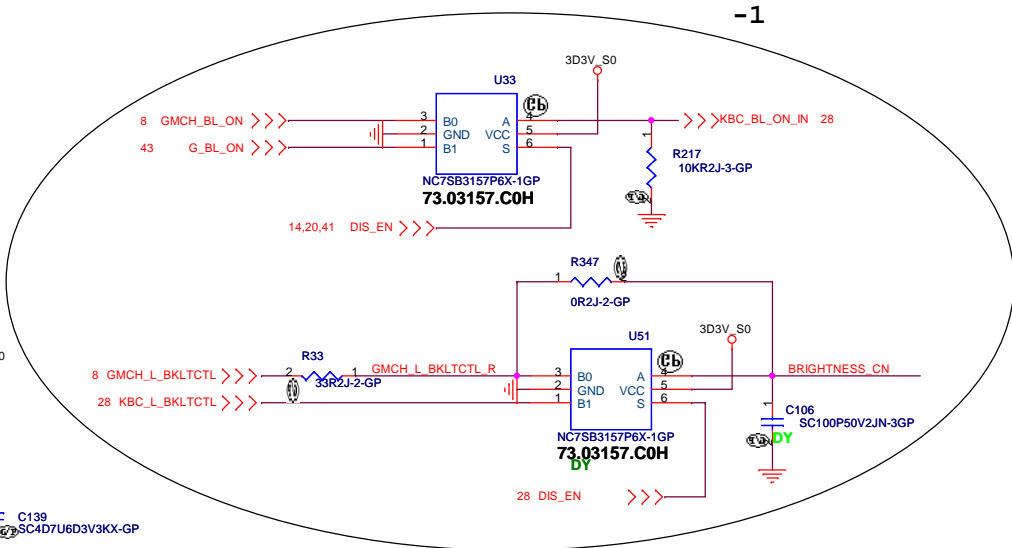 -1
3D3V_S0
U33
8 GMCH_BL_ON
3 B0 A 4
KBC_BL_ON_IN 28
2 GND VCC 5
43 G_BL_ON
1 B1 S 6
1
R217
10KR2J-3-GP
NC7SB3157P6X-1GP
73.03157.C0H
14,20,41 DIS_EN
R347
1
0R2J-2-GP
U51
3D3V_S0
0
R33
8 GMCH_L_BKLTCTL
2 1 GMCH_L_BKLTCTL_R
33R2J-2-GP
3 B0 A 4
BRIGHTNESS_CN
2 GND VCC 5
28 KBC_L_BKLTCTL
1 B1 S 6
1
C106
SC100P50V2JN-3GP
DY
NC7SB3157P6X-1GP
73.03157.C0H
DY
28 DIS_EN
C139
SC4D7U6D3V3KX-GP